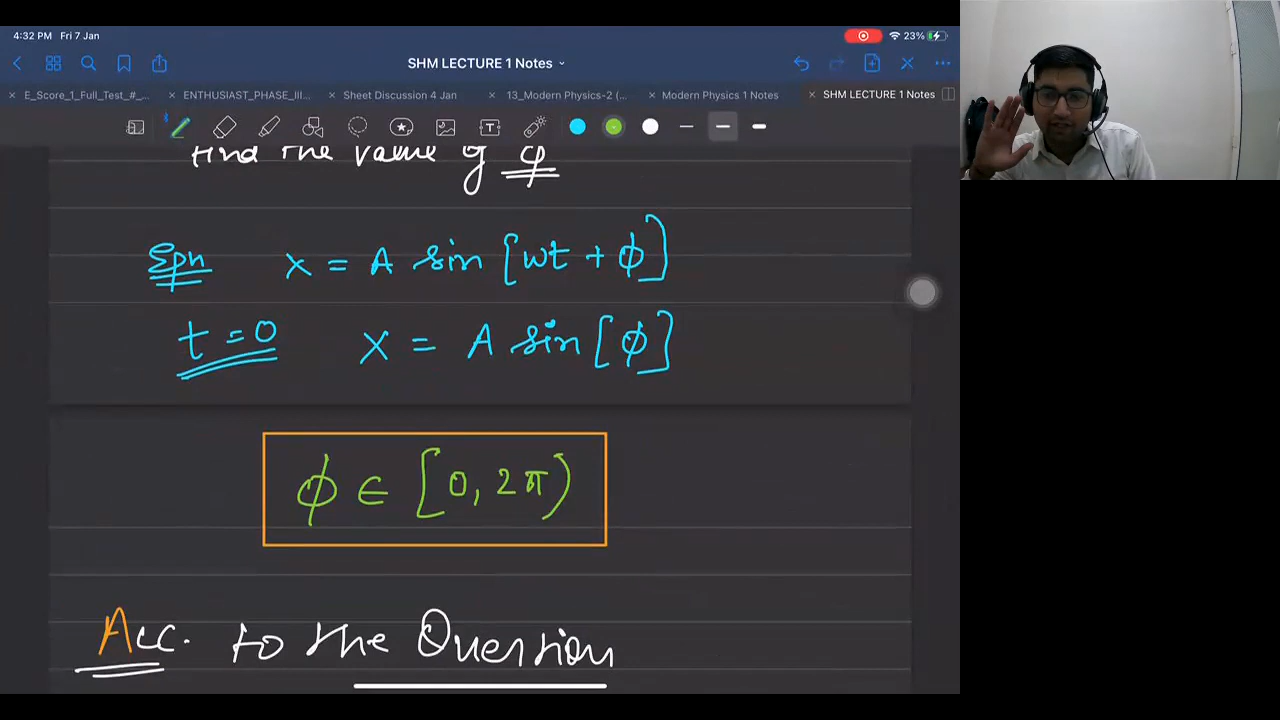 4:32 PM Fri 7 Jan
23%
SHM LECTURE 1 Notes
E_Score_1_Full_Test_#_...
ENTHUSIAST_PHASE_III...
Sheet Discussion 4 Jan
13_Modern Physics-2 (...
Modern Physics 1 Notes
SHM LECTURE 1 Notes
find the value of φ
Eqn x = A sin [wt + ϕ]
t = 0 x = A sin [ϕ]
ϕ ∈ [0, 2π)
Acc. to the Question